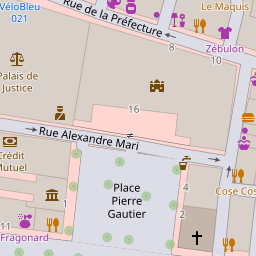 VéloBleu
021
Rue de la Préfecture
Le Maquis
8
Zébulon
10
Palais de
Justice
16
Rue Alexandre Mari
Crédit
Mutuel
Place
Pierre
Gautier
4
Cose Cos
2
11
1
Fragonard